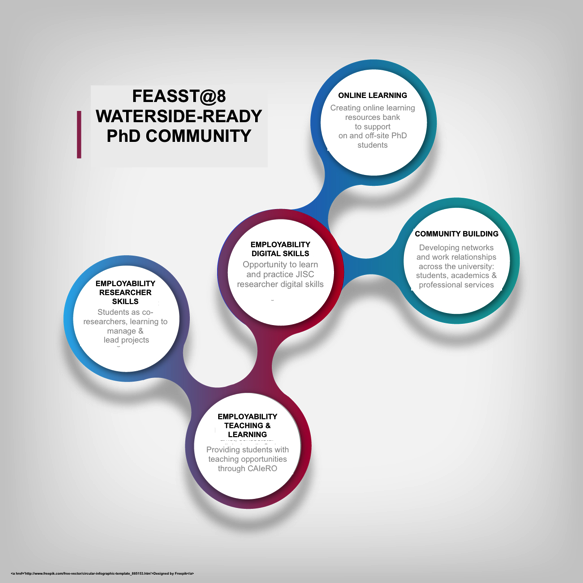 FEASST@8
WATERSIDE-READY
PhD COMMUNITY
ONLINE LEARNING
Creating online learning
resources bank
to support
on and off-site PhD
students
COMMUNITY BUILDING
Developing networks
and work relationships
across the university:
students, academics &
professional services
EMPLOYABILITY
DIGITAL SKILLS
Opportunity to learn
and practice JISC
researcher digital skills
EMPLOYABILITY
RESEARCHER
SKILLS
Students as co-
researchers, learning to
manage &
lead projects
EMPLOYABILITY
TEACHING &
LEARNING
Providing students with
teaching opportunities
through CAIeRO